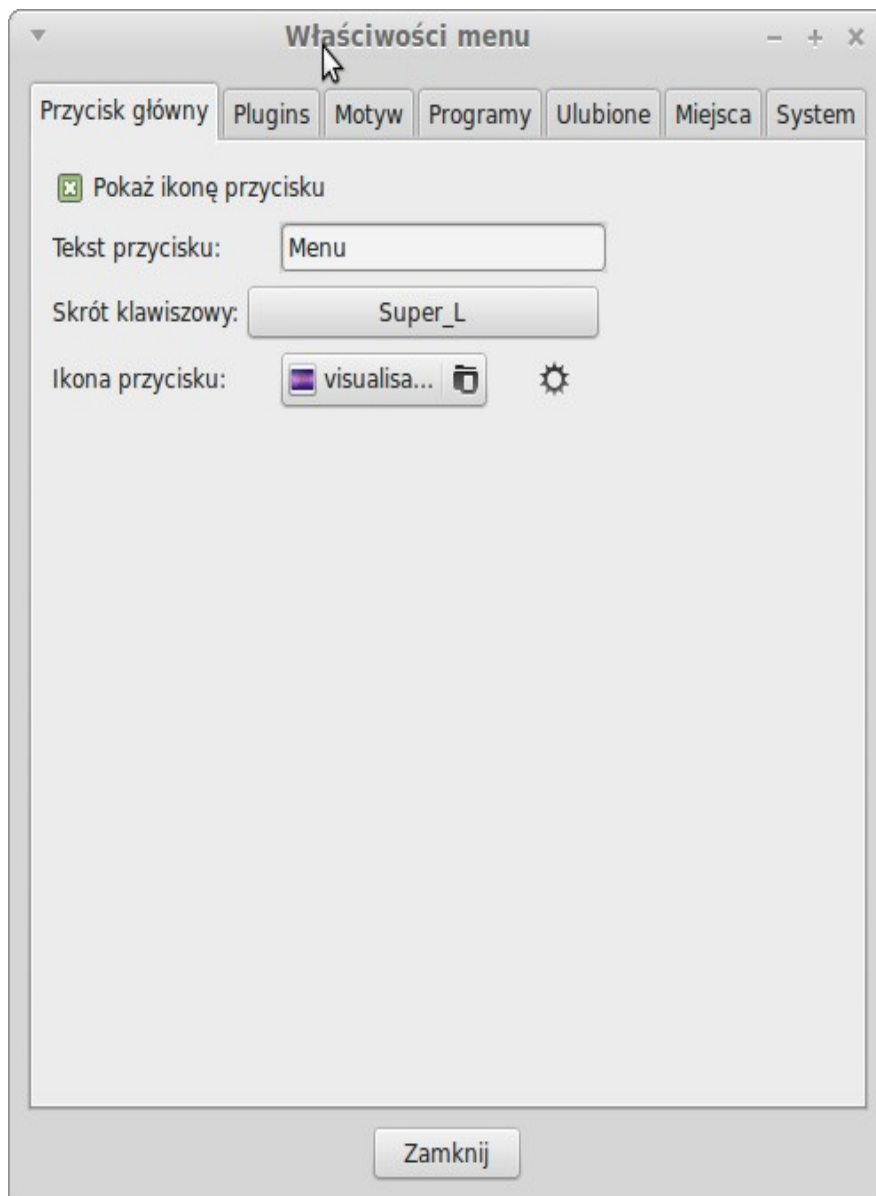 Właściwości menu
Przycisk główny Plugins Motyw Programy Ulubione Miejsca System
Pokaż ikonę przycisku
Tekst przycisku: Menu
Skrót klawiszowy: Super_L
Ikona przycisku: visualisa...
Zamknij